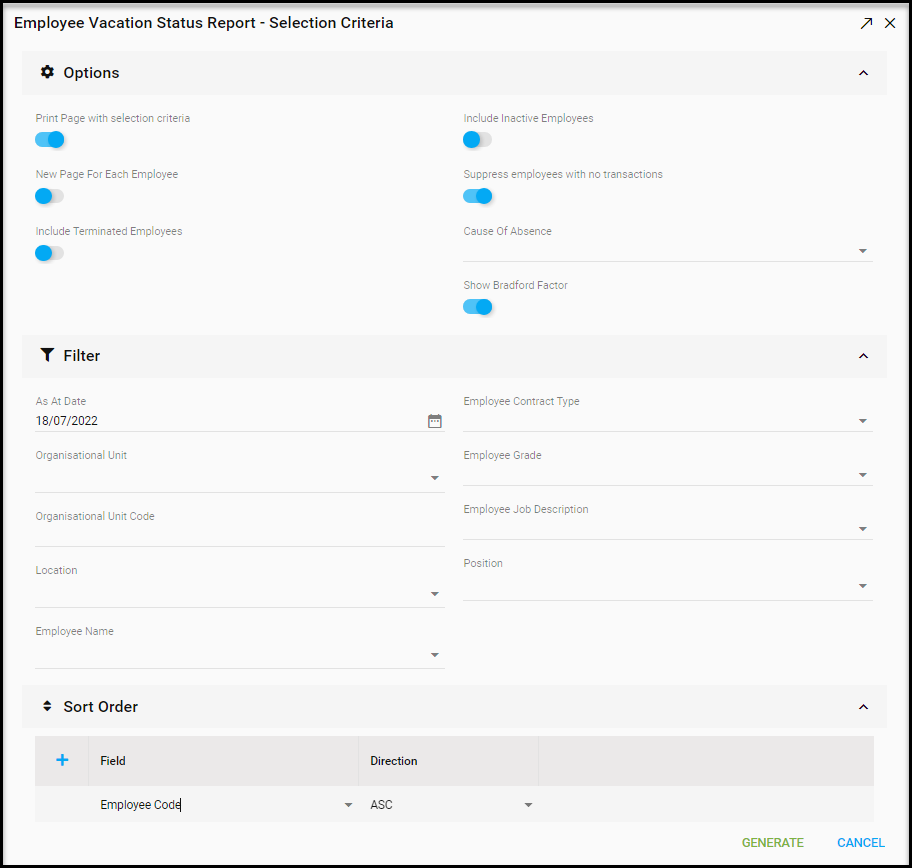 Employee Vacation Status Report - Selection Criteria
Options
Print Page with selection criteria
Include Inactive Employees
New Page For Each Employee
Suppress employees with no transactions
Include Terminated Employees
Cause Of Absence
Show Bradford Factor
Filter
As At Date
18/07/2022
Employee Contract Type
Organisational Unit
Employee Grade
Organisational Unit Code
Employee Job Description
Location
Position
Employee Name
Sort Order
+ Field Direction
Employee Code ASC
GENERATE CANCEL